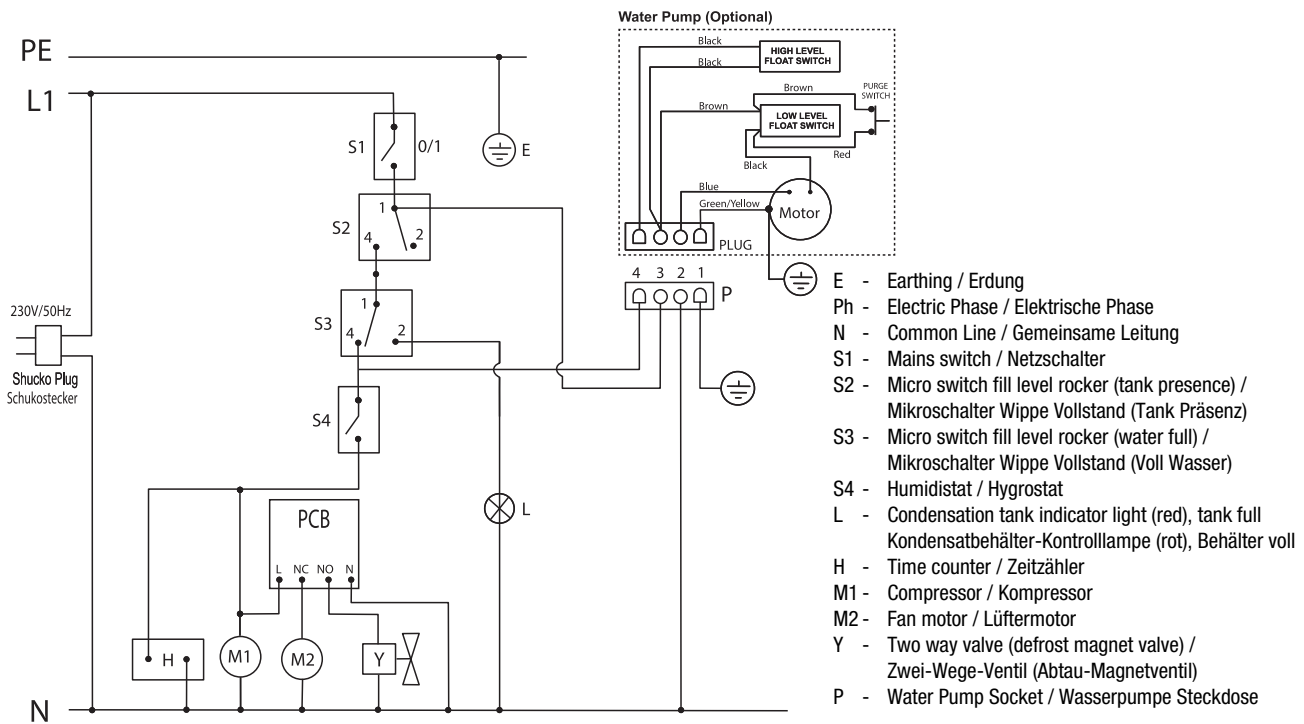 Water Pump (Optional)
PE
L1
S1
0/1
E
1
S2
4
2
1
S3
4
2
S4
230V/50Hz
Shucko Plug
Schukostecker
PCB
L NC NO N
H
M1
M2
Y
L
N
Black
Black
HIGH LEVEL
FLOAT SWITCH
Brown
Brown
PURGE
SWITCH
LOW LEVEL
FLOAT SWITCH
Red
Black
Blue
Green/Yellow
Motor
PLUG
4 3 2 1
P
E - Earthing / Erdung
Ph - Electric Phase / Elektrische Phase
N - Common Line / Gemeinsame Leitung
S1 - Mains switch / Netzschalter
S2 - Micro switch fill level rocker (tank presence) /
Mikroschalter Wippe Vollstand (Tank Präsenz)
S3 - Micro switch fill level rocker (water full) /
Mikroschalter Wippe Vollstand (Voll Wasser)
S4 - Humidistat / Hygrostat
L - Condensation tank indicator light (red), tank full
Kondensatbehälter-Kontrolllampe (rot), Behälter voll
H - Time counter / Zeitzähler
M1 - Compressor / Kompressor
M2 - Fan motor / Lüftermotor
Y - Two way valve (defrost magnet valve) /
Zwei-Wege-Ventil (Abtau-Magnetventil)
P - Water Pump Socket / Wasserpumpe Steckdose